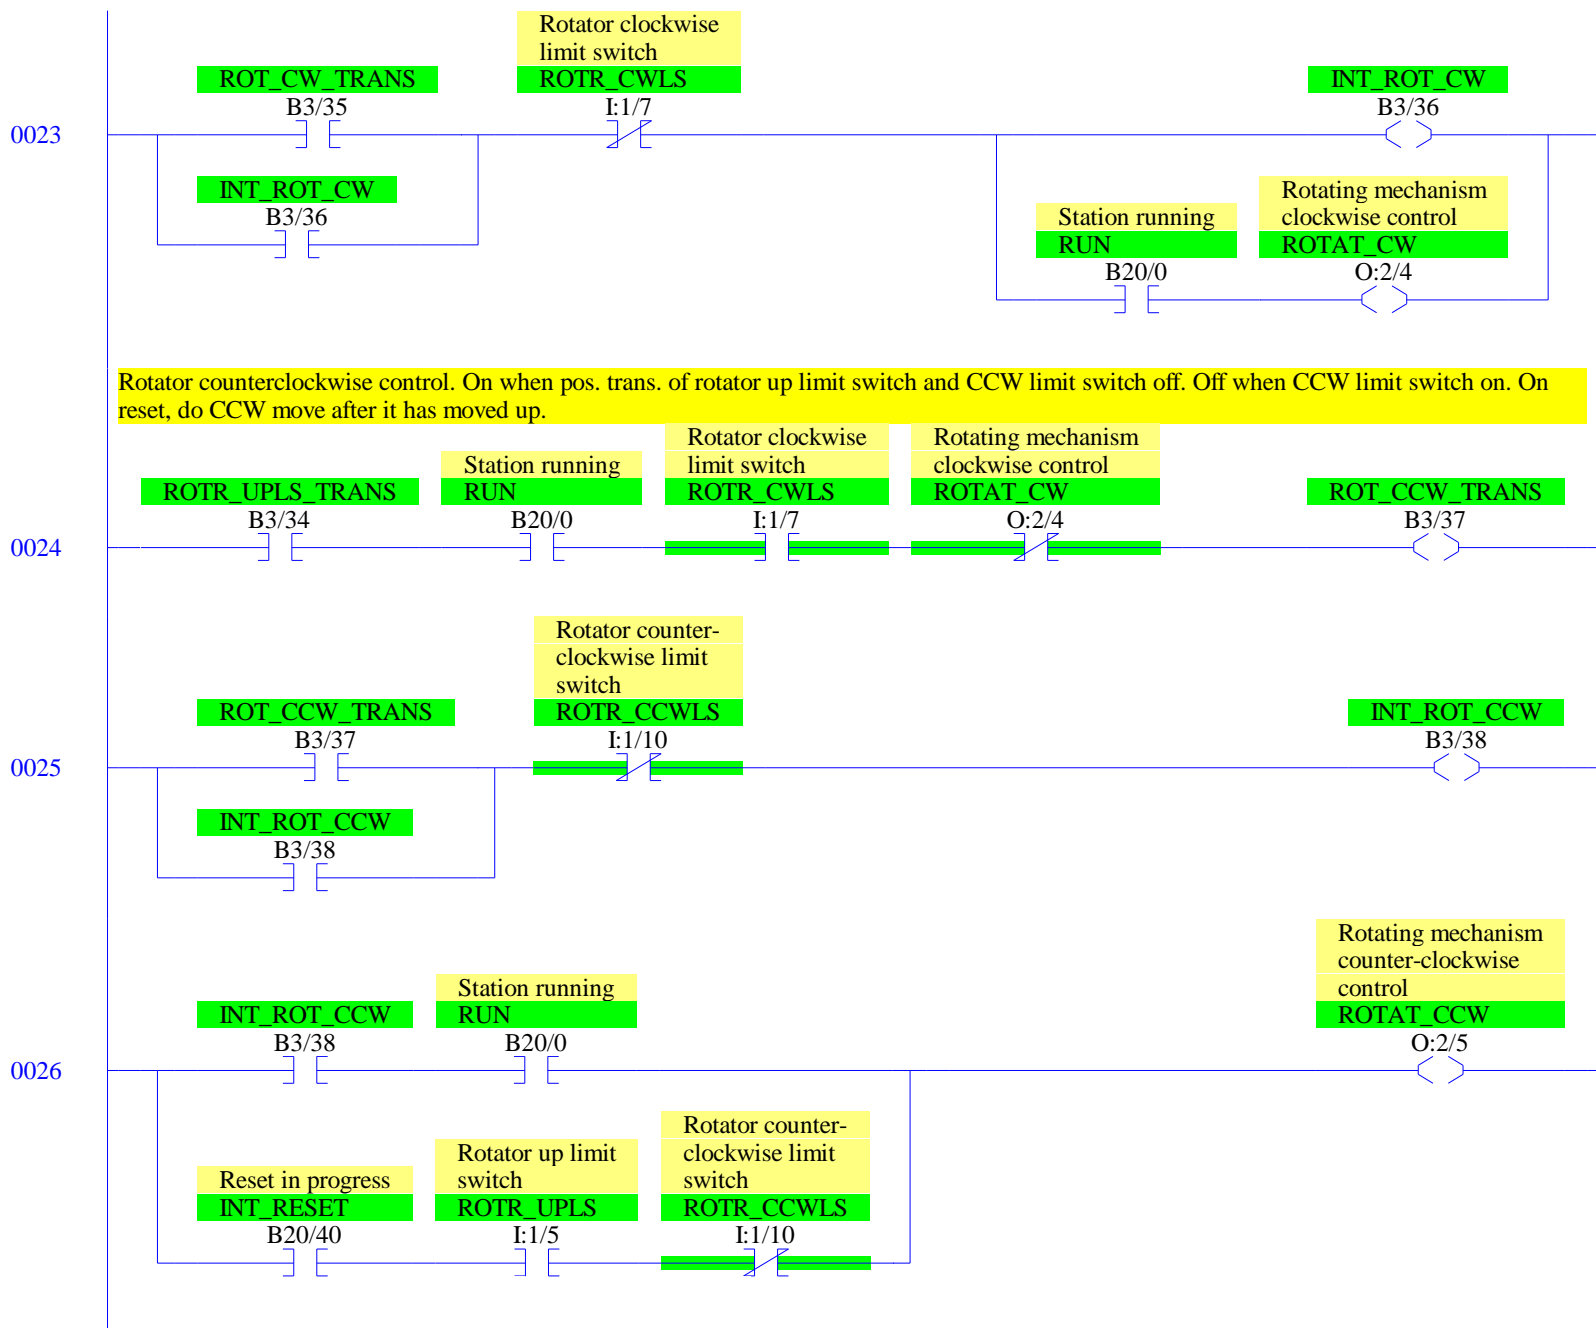 Rotator clockwise
limit switch
ROT_CW_TRANS
ROTR_CWLS
INT_ROT_CW
B3/35
I:1/7
B3/36
0023
INT_ROT_CW
B3/36
Rotating mechanism
Station running
clockwise control
RUN
ROTAT_CW
B20/0
O:2/4
Rotator counterclockwise control. On when pos. trans. of rotator up limit switch and CCW limit switch off. Off when CCW limit switch on. On
reset, do CCW move after it has moved up.
Rotator clockwise
Rotating mechanism
Station running
limit switch
clockwise control
ROTR_UPLS_TRANS
RUN
ROTR_CWLS
ROTAT_CW
ROT_CCW_TRANS
B3/34
B20/0
I:1/7
O:2/4
B3/37
0024
Rotator counter-
clockwise limit
switch
ROT_CCW_TRANS
ROTR_CCWLS
INT_ROT_CCW
B3/37
I:1/10
B3/38
0025
INT_ROT_CCW
B3/38
Rotating mechanism
counter-clockwise
control
Station running
INT_ROT_CCW
RUN
ROTAT_CCW
B3/38
B20/0
O:2/5
0026
Rotator counter-
clockwise limit
switch
Rotator up limit
switch
Reset in progress
INT_RESET
ROTR_UPLS
ROTR_CCWLS
B20/40
I:1/5
I:1/10